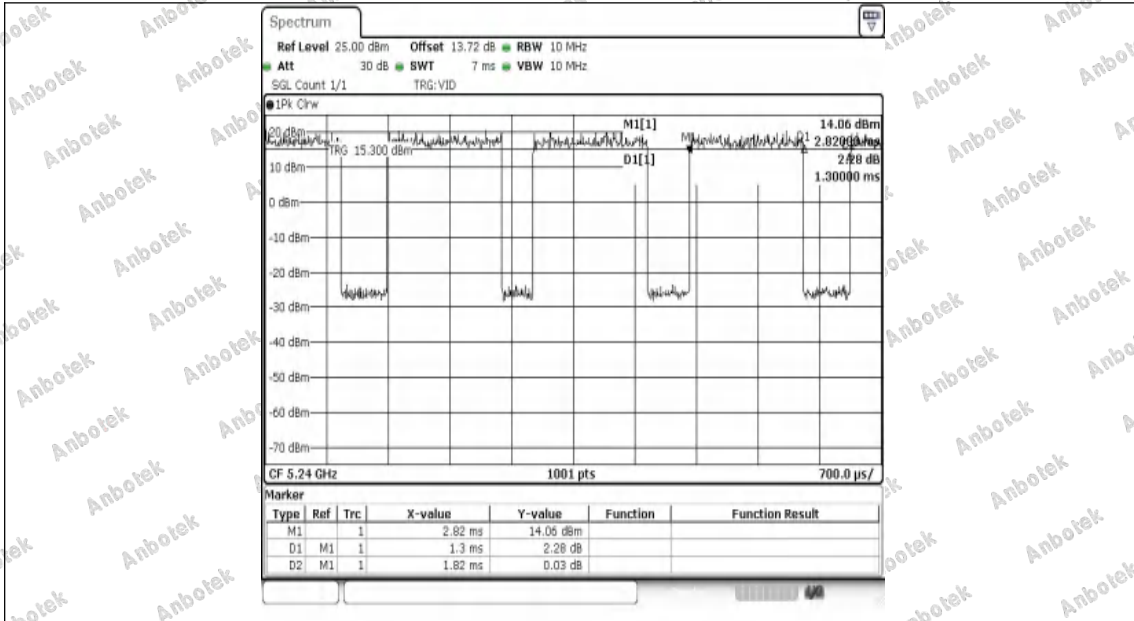 Spectrum
Ref Level 25.00 dBm Offset 13.72 dB RBW 10 MHz
Att 30 dB SWT 7 ms VBW 10 MHz
SGL Count 1/1 TRG: VID
1Pk Clrw
M1[1] 14.06 dBm
20 dBm
M1
D1
TRG 15.300 dBm
D1[1] 2.28 dB
10 dBm
1.30000 ms
0 dBm
-10 dBm
-20 dBm
-30 dBm
-40 dBm
-50 dBm
-60 dBm
-70 dBm
CF 5.24 GHz 1001 pts 700.0 µs/
Marker
Type Ref Trc X-value Y-value Function Function Result
M1 1 2.82 ms 14.06 dBm
D1 M1 1 1.3 ms 2.28 dB
D2 M1 1 1.82 ms 0.03 dB
Anbotek